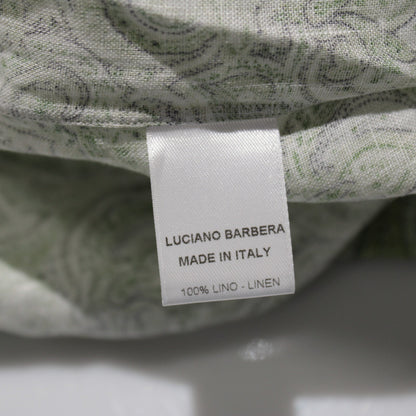 LUCIANO BARBERA
MADE IN ITALY
100% LINO - LINEN